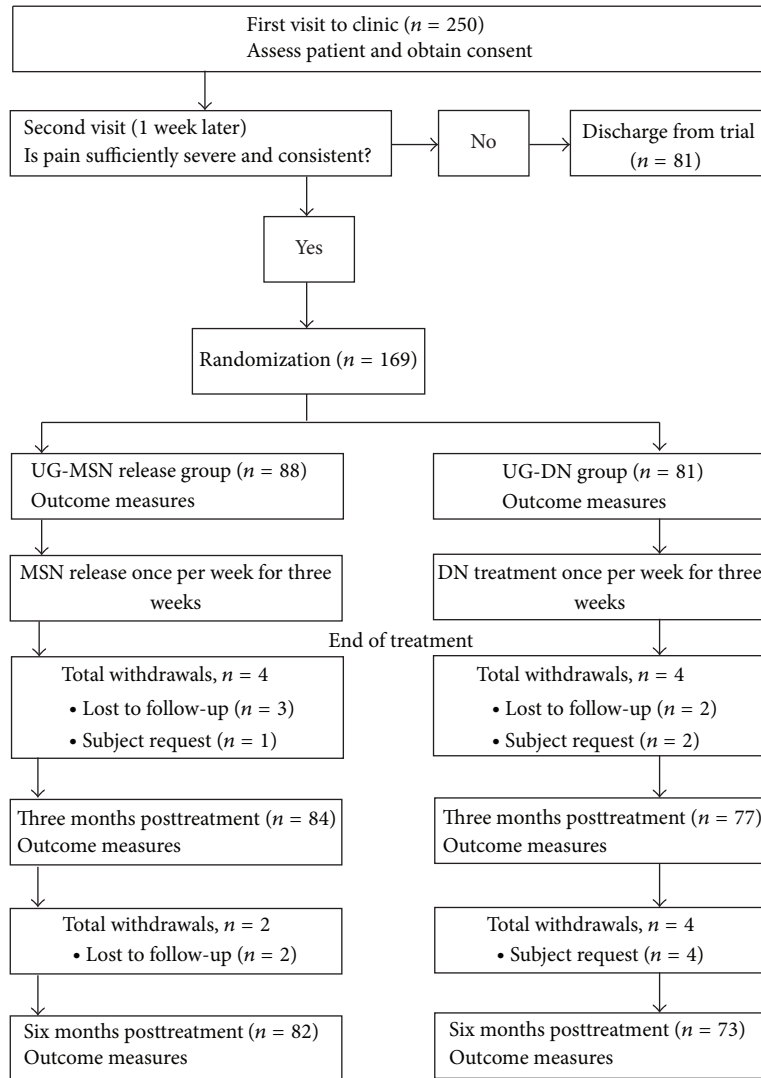 First visit to clinic (n = 250)
Assess patient and obtain consent
Second visit (1 week later)
Is pain sufficiently severe and consistent?
No
Discharge from trial
(n = 81)
Yes
Randomization (n = 169)
UG-MSN release group (n = 88)
Outcome measures
UG-DN group (n = 81)
Outcome measures
MSN release once per week for three
weeks
DN treatment once per week for three
weeks
End of treatment
Total withdrawals, n = 4
• Lost to follow-up (n = 3)
• Subject request (n = 1)
Total withdrawals, n = 4
• Lost to follow-up (n = 2)
• Subject request (n = 2)
Three months posttreatment (n = 84)
Outcome measures
Three months posttreatment (n = 77)
Outcome measures
Total withdrawals, n = 2
• Lost to follow-up (n = 2)
Total withdrawals, n = 4
• Subject request (n = 4)
Six months posttreatment (n = 82)
Outcome measures
Six months posttreatment (n = 73)
Outcome measures